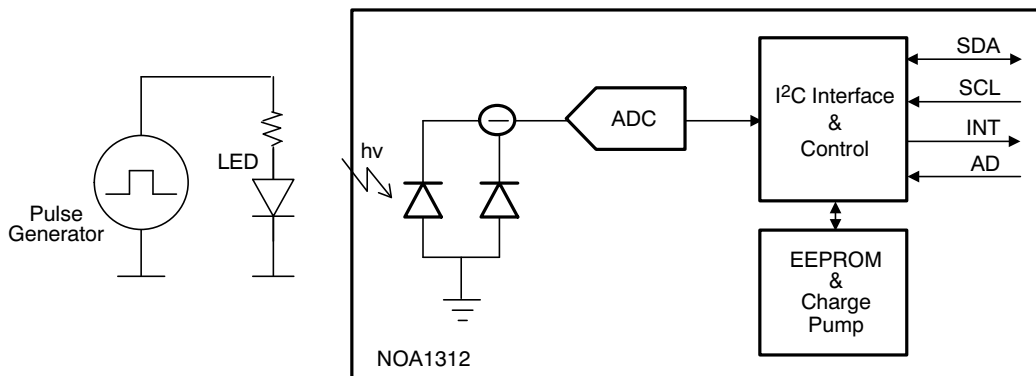 Pulse
Generator
LED
hv
ADC
I²C Interface
&
Control
SDA
SCL
INT
AD
EEPROM
&
Charge
Pump
NOA1312